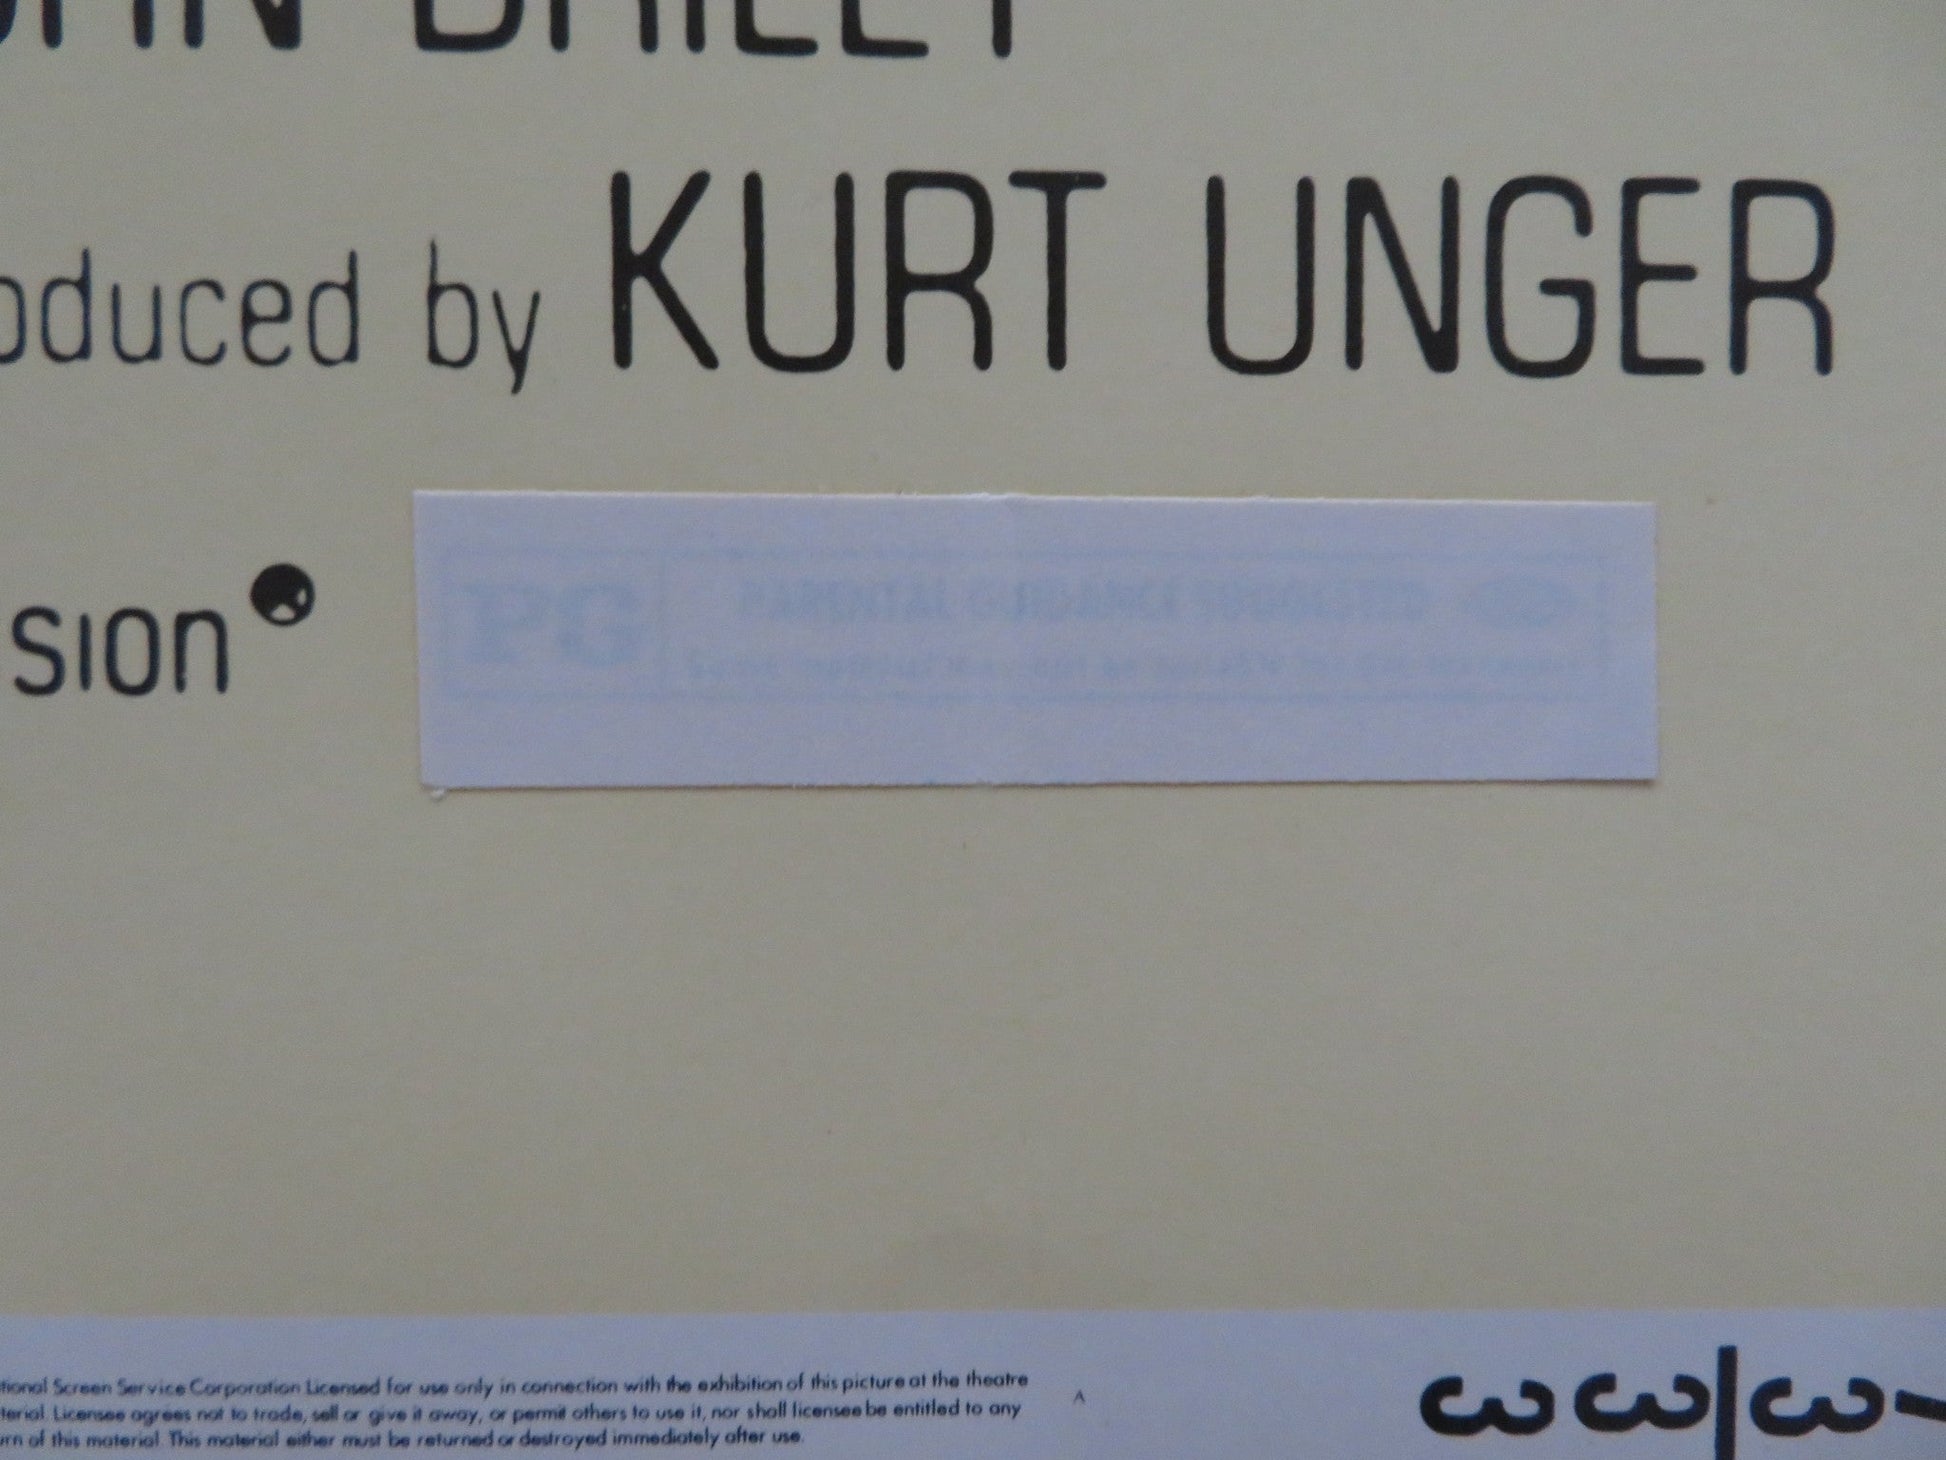 produced by KURT UNGER
sion
PG PARENTAL GUIDANCE SUGGESTED
tional Screen Service Corporation Licensed for use only in connection with the exhibition of this picture at the theatre
terial. Licensee agrees not to trade, sell or give it away, or permit others to use it, nor shall licensee be entitled to any
urn of this material. This material either must be returned or destroyed immediately after use.
A